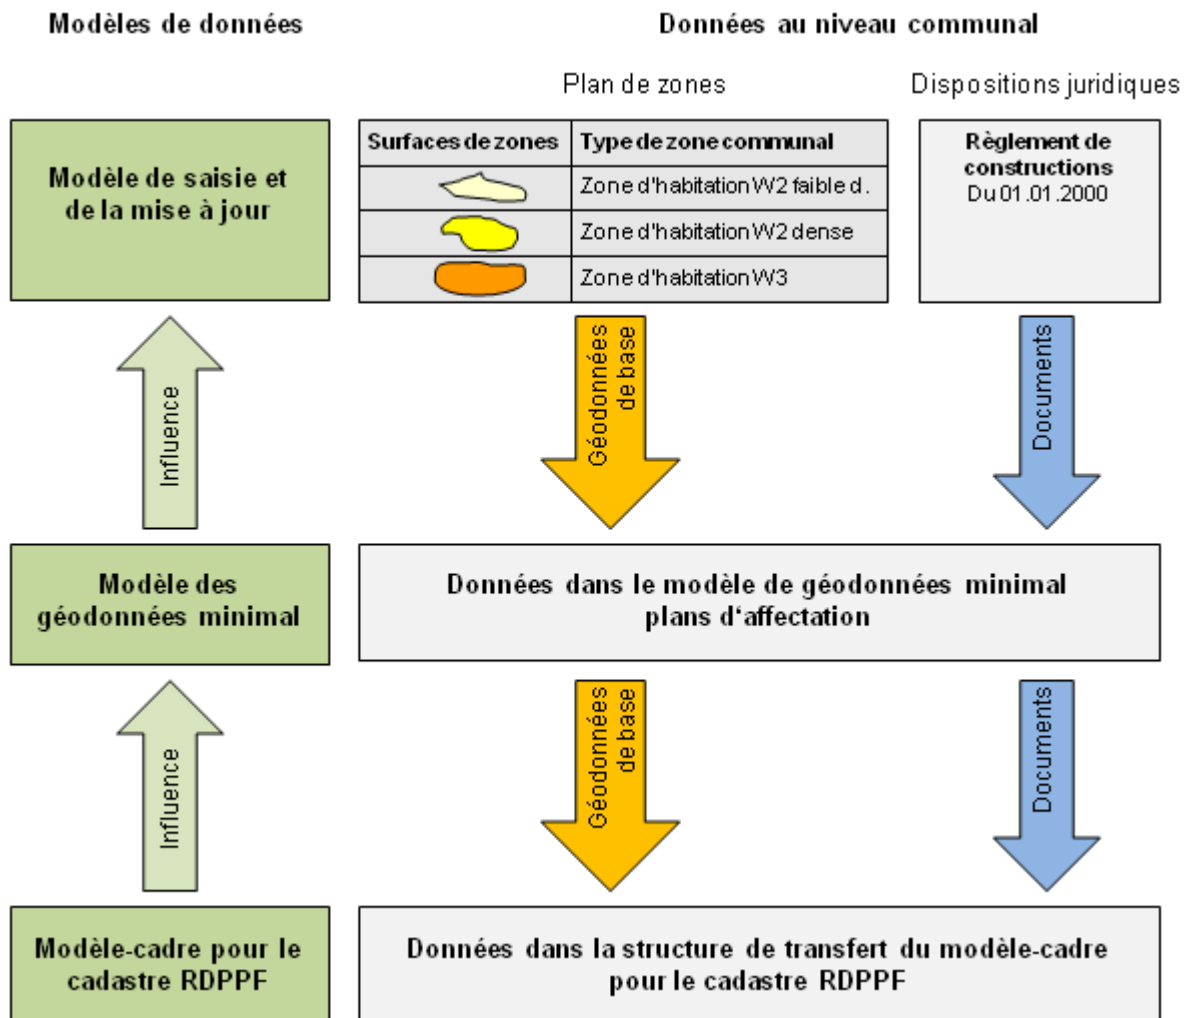 Modèles de données
Données au niveau communal
Plan de zones
Dispositions juridiques
Modèle de saisie et
de la mise à jour
Surfaces de zones
Type de zone communal
Zone d'habitation W2 faible d.
Zone d'habitation W2 dense
Zone d'habitation W3
Règlement de
constructions
Du 01.01.2000
Influence
Géodonnées
de base
Documents
Modèle des
géodonnées minimal
Données dans le modèle de géodonnées minimal
plans d‘affectation
Influence
Géodonnées
de base
Documents
Modèle-cadre pour le
cadastre RDPPF
Données dans la structure de transfert du modèle-cadre
pour le cadastre RDPPF